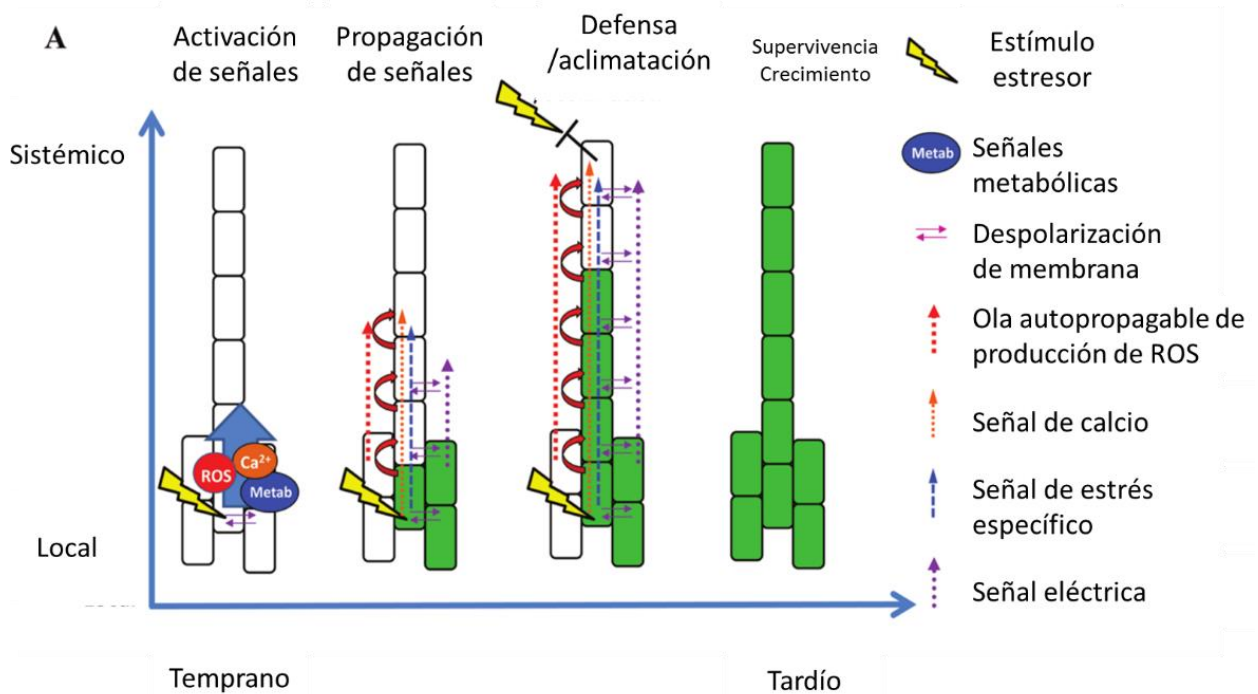 A
Activación
de señales
Propagación
de señales
Defensa
/aclimatación
Supervivencia
Crecimiento
Estímulo
estresor
Sistémico
Metab
Señales
metabólicas
Despolarización
de membrana
Ola autopropagable de
producción de ROS
Señal de calcio
ROS
Ca²⁺
Metab
Señal de estrés
específico
Local
Señal eléctrica
Temprano
Tardío